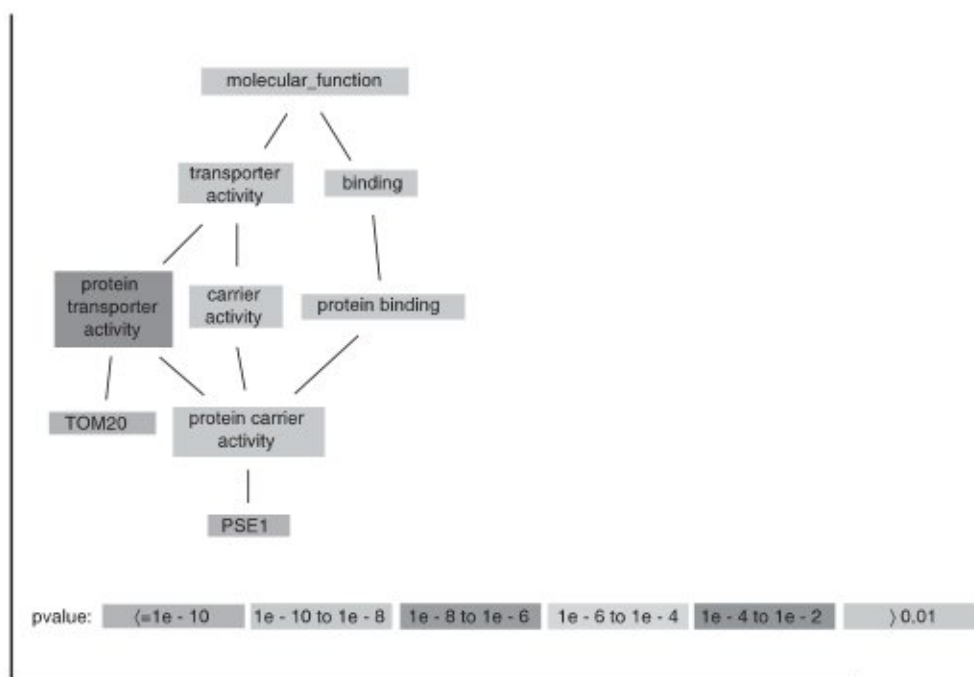 molecular_function
transporter
activity
binding
protein
transporter
activity
carrier
activity
protein binding
TOM20
protein carrier
activity
PSE1
pvalue: ⟨=1e - 10 1e - 10 to 1e - 8 1e - 8 to 1e - 6 1e - 6 to 1e - 4 1e - 4 to 1e - 2 ⟩ 0.01